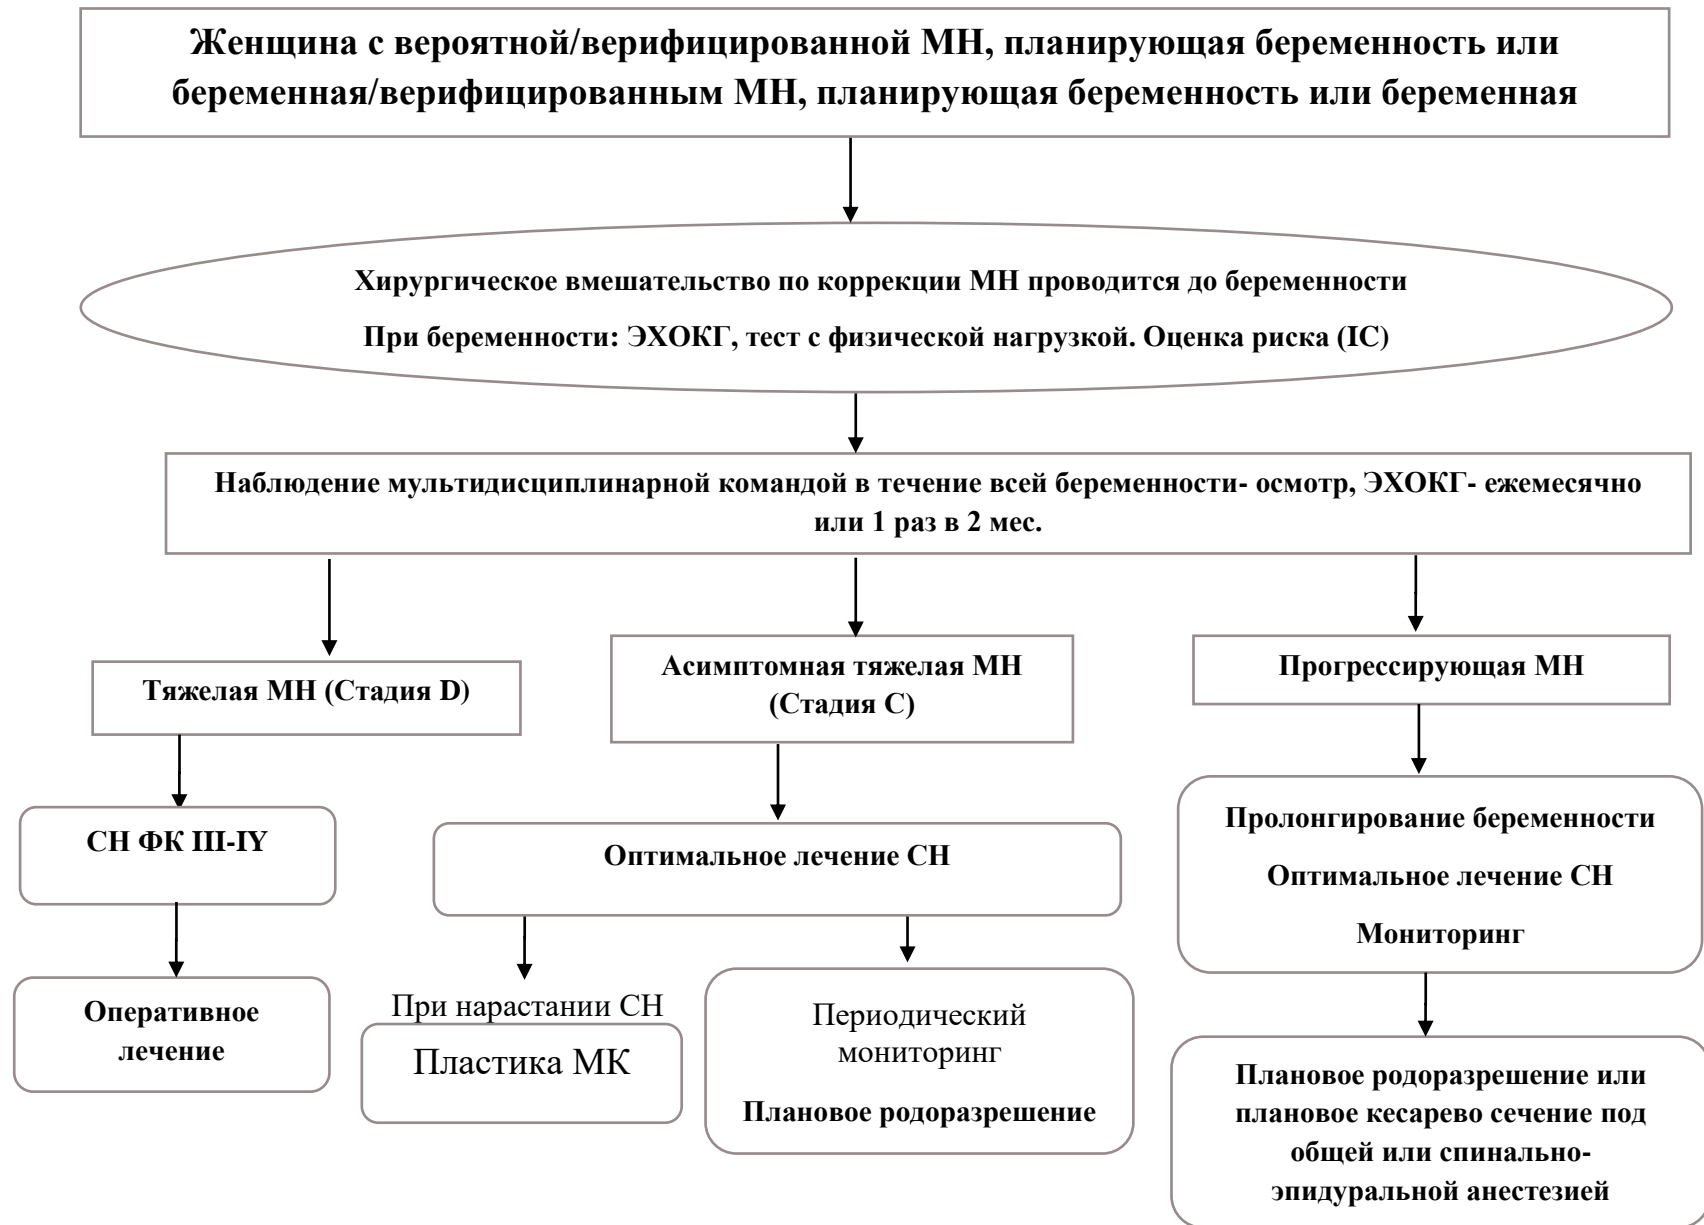 Женщина с вероятной/верифицированной МН, планирующая беременность или
беременная/верифицированным МН, планирующая беременность или беременная
Хирургическое вмешательство по коррекции МН проводится до беременности
При беременности: ЭХОКГ, тест с физической нагрузкой. Оценка риска (IC)
Наблюдение мультидисциплинарной командой в течение всей беременности- осмотр, ЭХОКГ- ежемесячно
или 1 раз в 2 мес.
Тяжелая МН (Стадия D)
Асимптомная тяжелая МН
(Стадия С)
Прогрессирующая МН
СН ФК III-IY
Оптимальное лечение СН
Пролонгирование беременности
Оптимальное лечение СН
Мониторинг
Оперативное
лечение
При нарастании СН
Пластика МК
Периодический
мониторинг
Плановое родоразрешение
Плановое родоразрешение или
плановое кесарево сечение под
общей или спинально-
эпидуральной анестезией